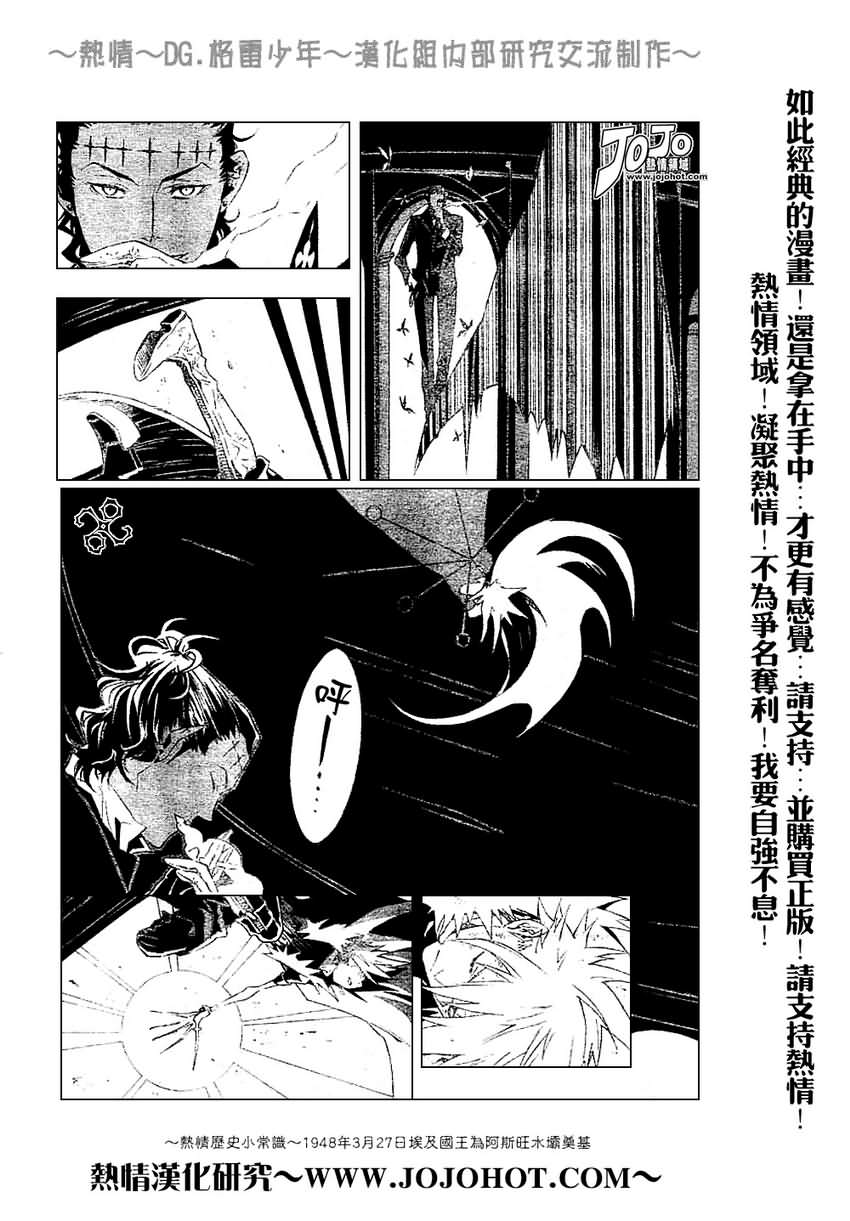 ～熱情～DG.格雷少年～漢化組內部研究交流制作～
JOJO
熱情領域
www.jojohot.com
如此經典的漫畫！還是拿在手中…才更有感覺…請支持…並購買正版！請支持熱情！
熱情領域！凝聚熱情！不為爭名奪利！我要自強不息！
呼—……
～熱情歷史小常識～1948年3月27日埃及國王為阿斯旺水壩奠基
熱情漢化研究～WWW.JOJOHOT.COM～